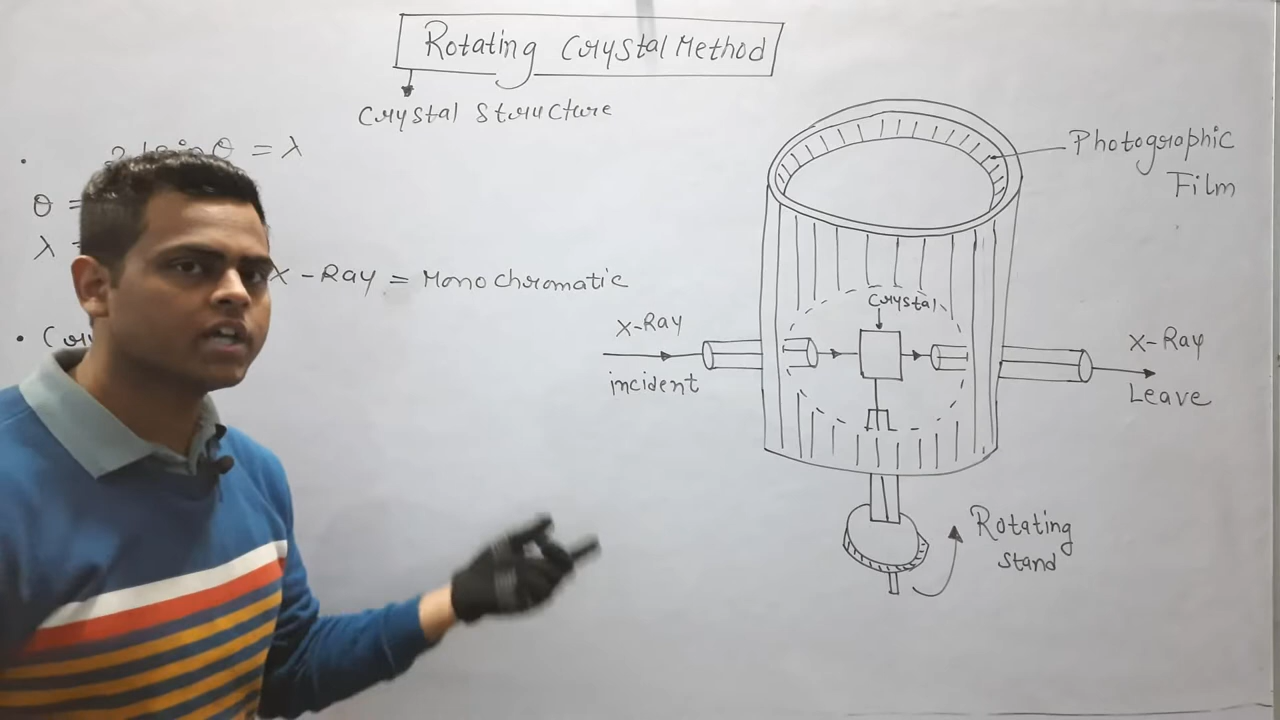 Rotating Crystal Method
Crystal Structure
θ = λ
θ =
λ
X-Ray = Monochromatic
Photographic
Film
Crystal
X-Ray
incident
X-Ray
Leave
Rotating
stand